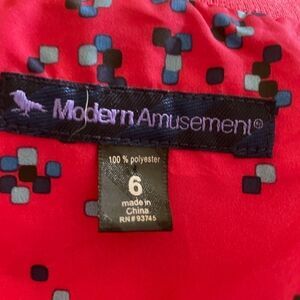 Modern Amusement®
100% polyester
6
made in
China
RN# 93745